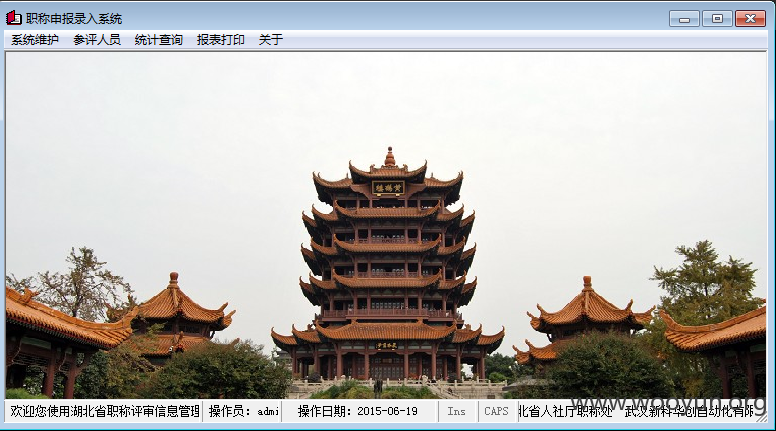 职称申报录入系统
系统维护 参评人员 统计查询 报表打印 关于
黄鹤楼
www.wooyun.org
欢迎您使用湖北省职称评审信息管理 操作员: admi 操作日期: 2015-06-19 Ins CAPS 北省人社厅职称处 武汉新科华创自动化有际